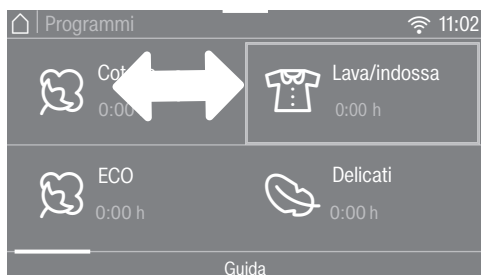 Programmi 11:02
Lava/indossa
0:00 h
ECO
0:00 h
Delicati
0:00 h
Guida